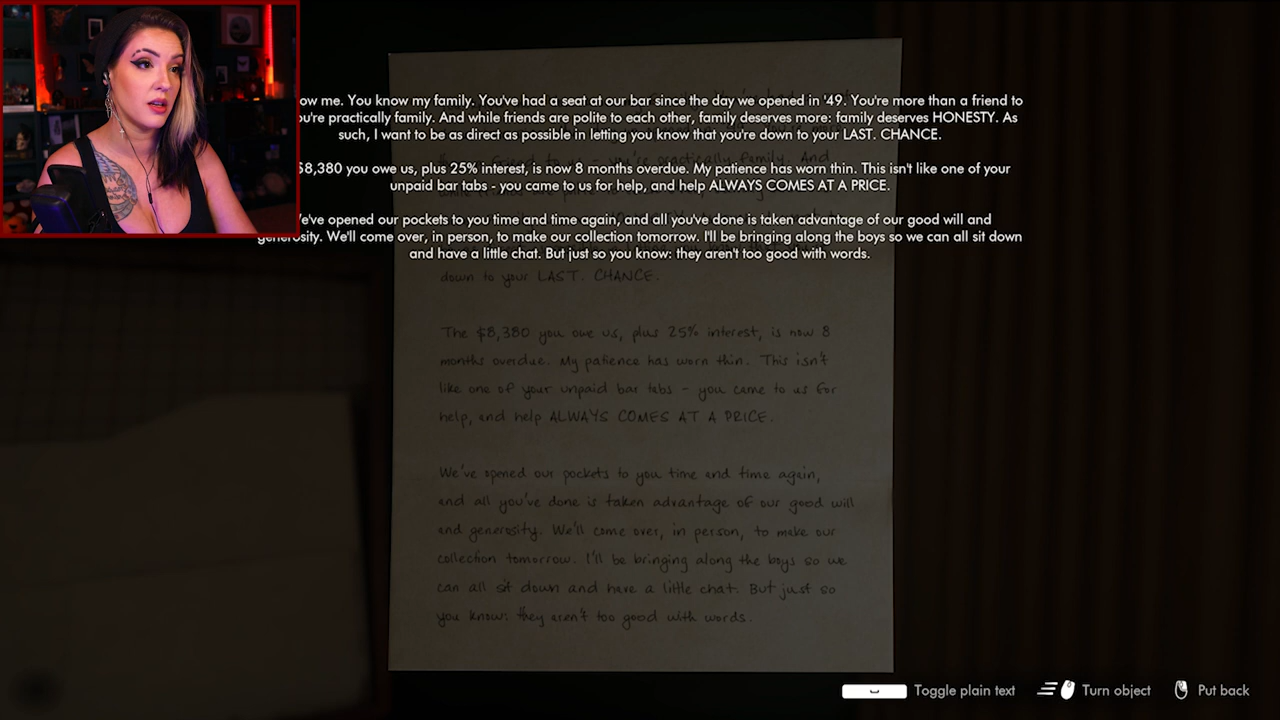 ow me. You know my family. You've had a seat at our bar since the day we opened in '49. You're more than a friend to
ou're practically family. And while friends are polite to each other, family deserves more: family deserves HONESTY. As
such, I want to be as direct as possible in letting you know that you're down to your LAST. CHANCE.
$8,380 you owe us, plus 25% interest, is now 8 months overdue. My patience has worn thin. This isn't like one of your
unpaid bar tabs - you came to us for help, and help ALWAYS COMES AT A PRICE.
We've opened our pockets to you time and time again, and all you've done is taken advantage of our good will and
generosity. We'll come over, in person, to make our collection tomorrow. I'll be bringing along the boys so we can all sit down
and have a little chat. But just so you know: they aren't too good with words.
down to your LAST. CHANCE.
The $8,380 you owe us, plus 25% interest, is now 8
months overdue. My patience has worn thin. This isn't
like one of your unpaid bar tabs - you came to us for
help, and help ALWAYS COMES AT A PRICE.
We've opened our pockets to you time and time again,
and all you've done is taken advantage of our good will
and generosity. We'll come over, in person, to make our
collection tomorrow. I'll be bringing along the boys so we
can all sit down and have a little chat. But just so
you know: they aren't too good with words.
Toggle plain text
Turn object
Put back